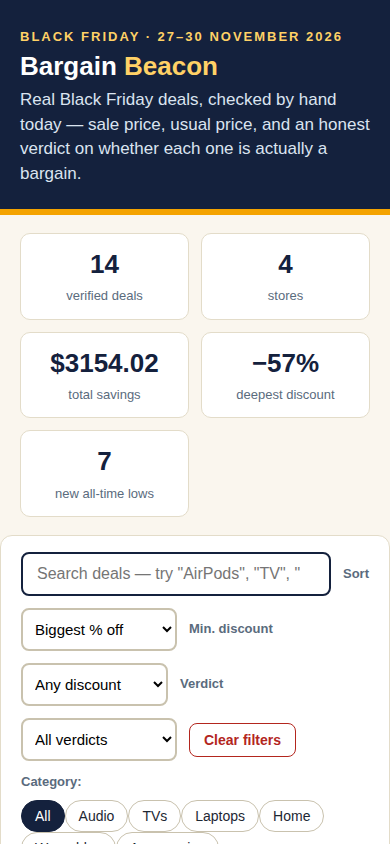 BLACK FRIDAY · 27–30 NOVEMBER 2026
Bargain Beacon
Real Black Friday deals, checked by hand
today — sale price, usual price, and an honest
verdict on whether each one is actually a
bargain.
14
verified deals
4
stores
$3154.02
total savings
−57%
deepest discount
7
new all-time lows
Search deals — try "AirPods", "TV", "
Sort
Biggest % off
Min. discount
Any discount
Verdict
All verdicts
Clear filters
Category:
All Audio TVs Laptops Home